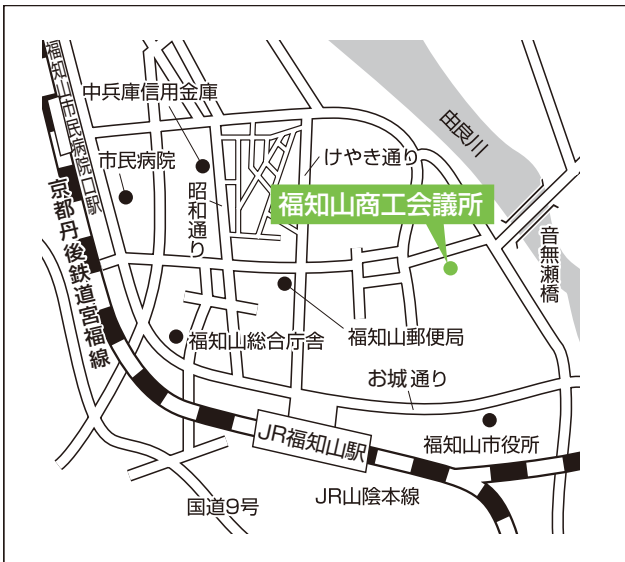 福知山市民病院口駅
中兵庫信用金庫
市民病院
昭和通り
けやき通り
由良川
福知山商工会議所
音無瀬橋
京都丹後鉄道宮福線
福知山総合庁舎
福知山郵便局
お城通り
JR福知山駅
福知山市役所
国道9号
JR山陰本線